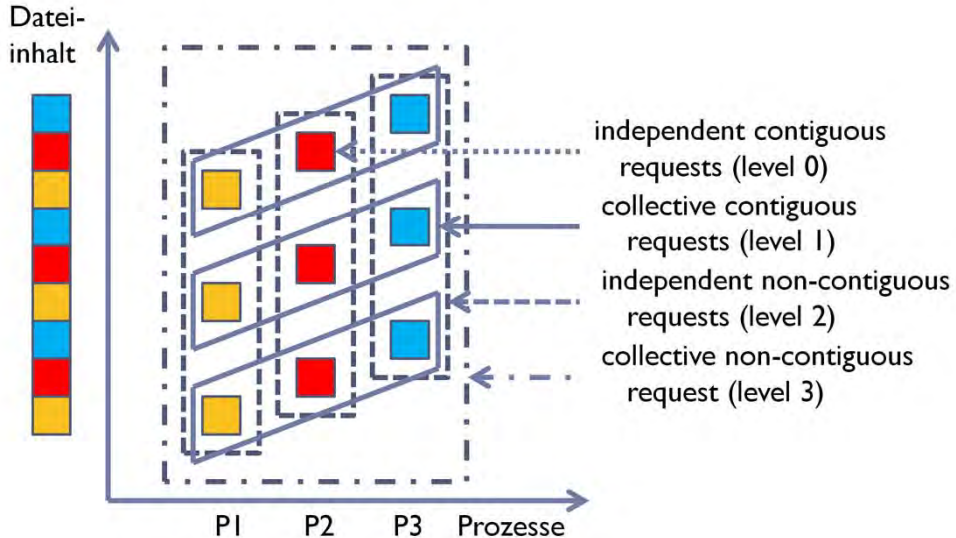 Datei-
inhalt
independent contiguous
requests (level 0)
collective contiguous
requests (level 1)
independent non-contiguous
requests (level 2)
collective non-contiguous
request (level 3)
P1 P2 P3 Prozesse